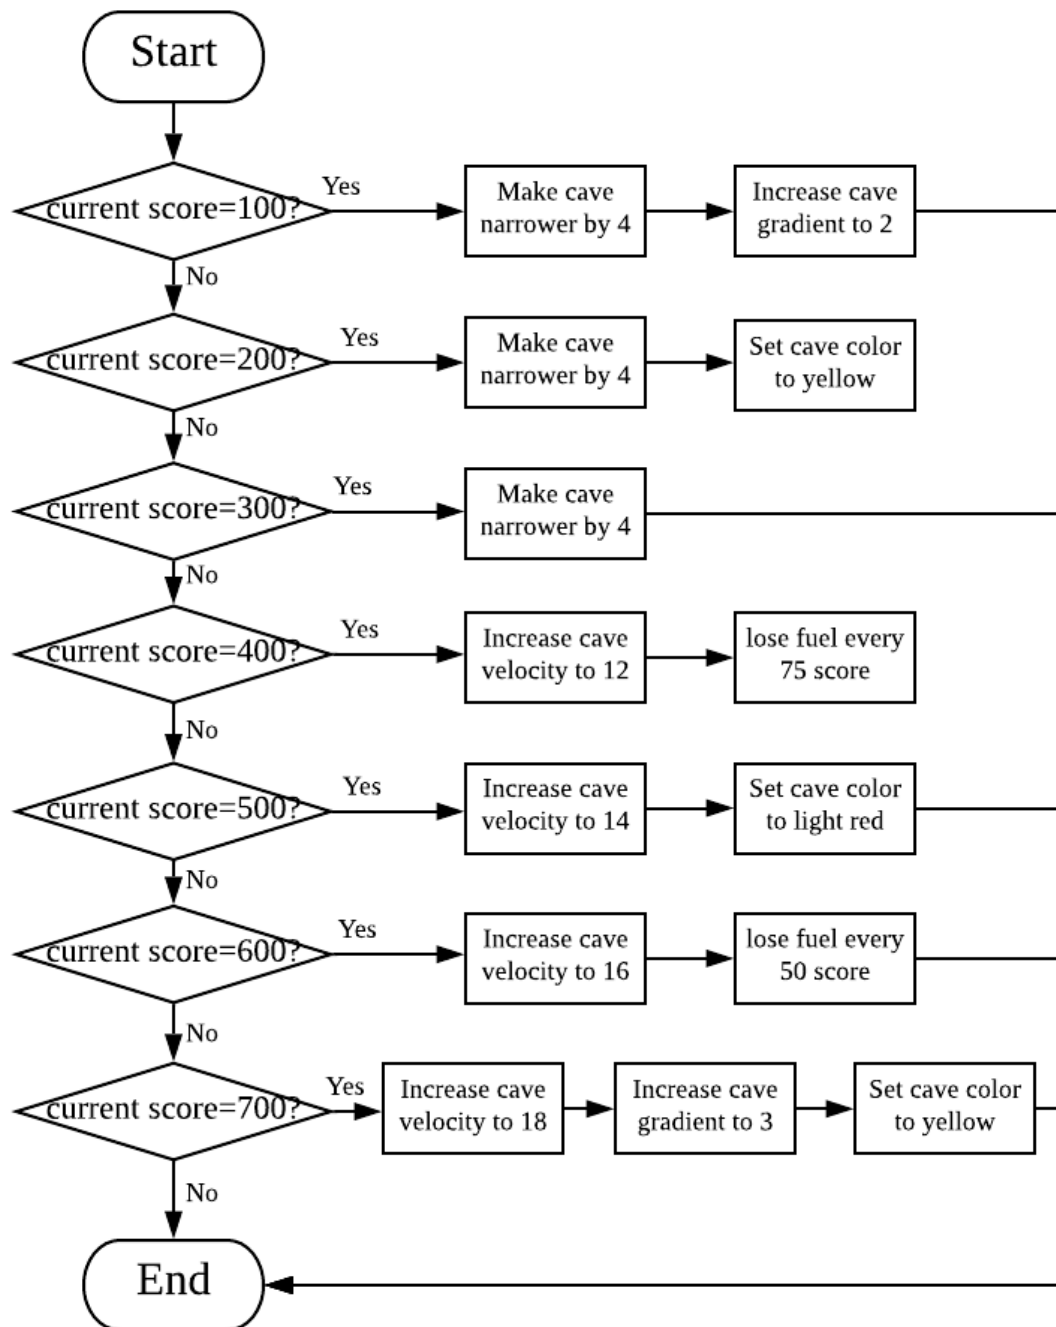 Start
current score=100?
Yes
Make cave
narrower by 4
Increase cave
gradient to 2
No
current score=200?
Yes
Make cave
narrower by 4
Set cave color
to yellow
No
current score=300?
Yes
Make cave
narrower by 4
No
current score=400?
Yes
Increase cave
velocity to 12
lose fuel every
75 score
No
current score=500?
Yes
Increase cave
velocity to 14
Set cave color
to light red
No
current score=600?
Yes
Increase cave
velocity to 16
lose fuel every
50 score
No
current score=700?
Yes
Increase cave
velocity to 18
Increase cave
gradient to 3
Set cave color
to yellow
No
End